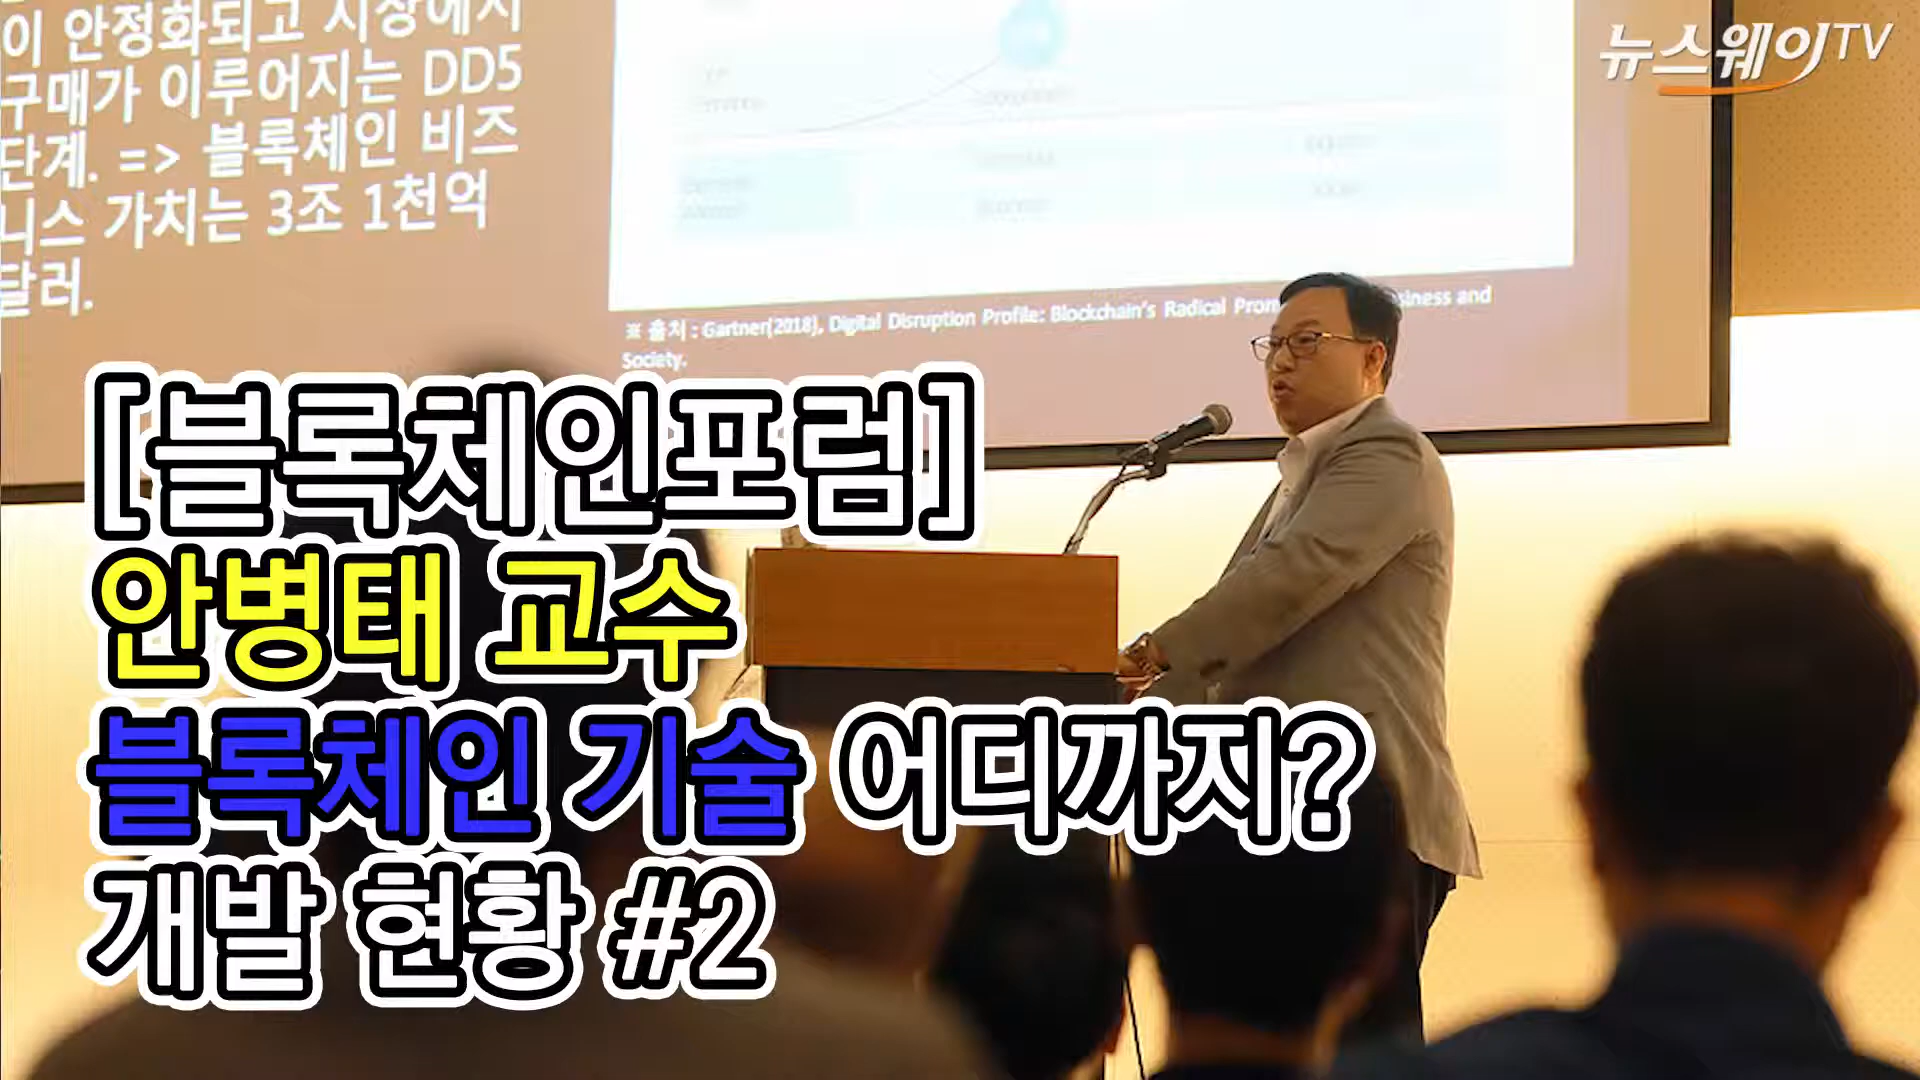 이 안정화되고 시장에서
구매가 이루어지는 DD5
단계. => 블록체인 비즈
니스 가치는 3조 1천억
달러.
※ 출처 : Gartner(2018), Digital Disruption Profile: Blockchain's Radical and
Society.
뉴스웨이TV
[블록체인포럼]
안병태 교수
블록체인 기술 어디까지?
개발 현황 #2